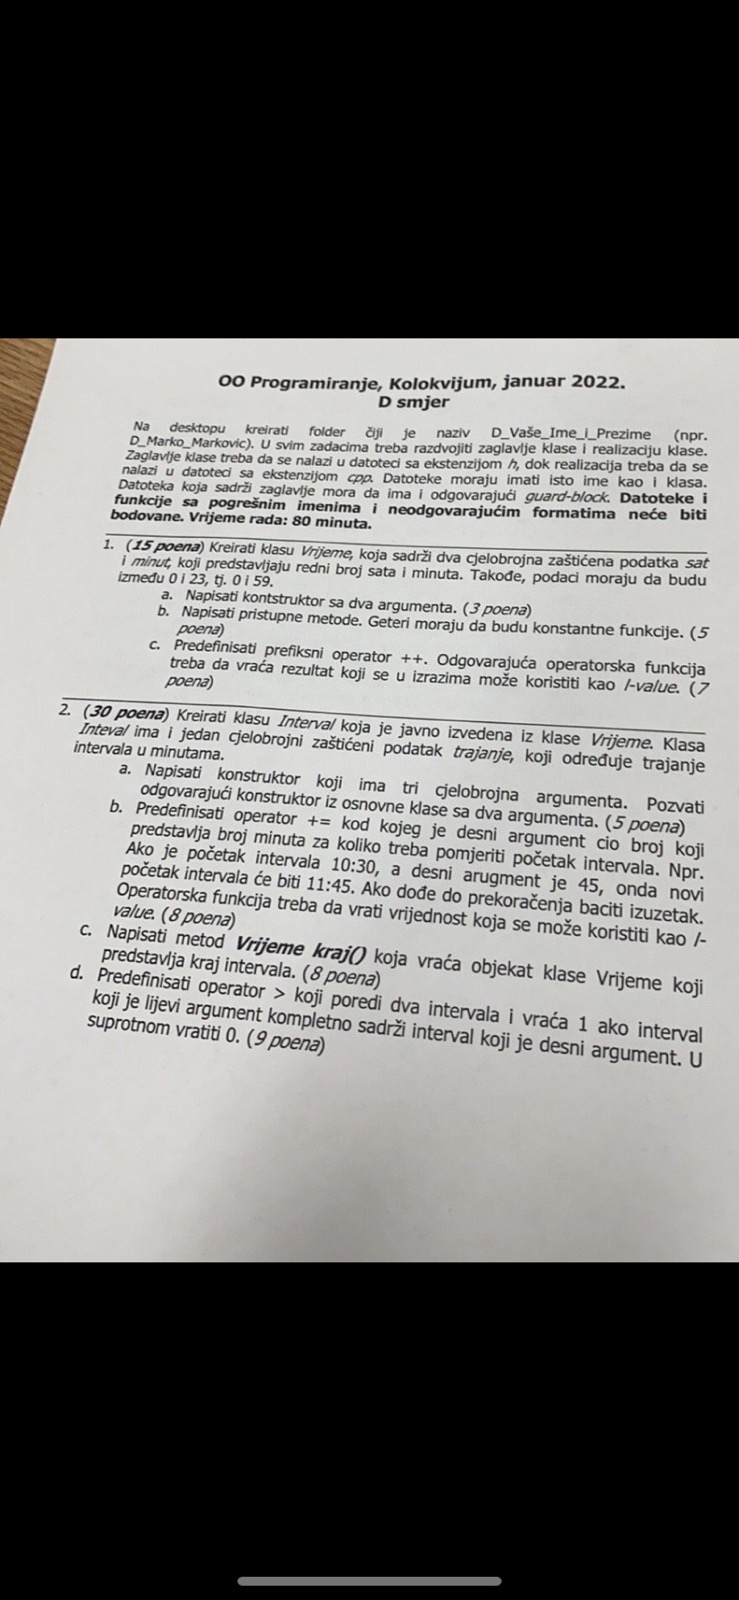 OO Programiranje, Kolokvijum, januar 2022.
D smjer
Na desktopu kreirati folder čiji je naziv D_Vaše_Ime_i_Prezime (npr.
D_Marko_Markovic). U svim zadacima treba razdvojiti zaglavlje klase i realizaciju klase.
Zaglavlje klase treba da se nalazi u datoteci sa ekstenzijom h, dok realizacija treba da se
nalazi u datoteci sa ekstenzijom cpp. Datoteke moraju imati isto ime kao i klasa.
Datoteka koja sadrži zaglavlje mora da ima i odgovarajući guard-block. Datoteke i
funkcije sa pogrešnim imenima i neodgovarajućim formatima neće biti
bodovane. Vrijeme rada: 80 minuta.
1. (15 poena) Kreirati klasu Vrijeme, koja sadrži dva cjelobrojna zaštićena podatka sat
i minut, koji predstavljaju redni broj sata i minuta. Takođe, podaci moraju da budu
između 0 i 23, tj. 0 i 59.
a. Napisati kontstruktor sa dva argumenta. (3 poena)
b. Napisati pristupne metode. Geteri moraju da budu konstantne funkcije. (5
poena)
c. Predefinisati prefiksni operator ++. Odgovarajuća operatorska funkcija
treba da vraća rezultat koji se u izrazima može koristiti kao l-value. (7
poena)
2. (30 poena) Kreirati klasu Interval koja je javno izvedena iz klase Vrijeme. Klasa
Inteval ima i jedan cjelobrojni zaštićeni podatak trajanje, koji određuje trajanje
intervala u minutama.
a. Napisati konstruktor koji ima tri cjelobrojna argumenta. Pozvati
odgovarajući konstruktor iz osnovne klase sa dva argumenta. (5 poena)
b. Predefinisati operator += kod kojeg je desni argument cio broj koji
predstavlja broj minuta za koliko treba pomjeriti početak intervala. Npr.
Ako je početak intervala 10:30, a desni arugment je 45, onda novi
početak intervala će biti 11:45. Ako dođe do prekoračenja baciti izuzetak.
Operatorska funkcija treba da vrati vrijednost koja se može koristiti kao l-
value. (8 poena)
c. Napisati metod Vrijeme kraj() koja vraća objekat klase Vrijeme koji
predstavlja kraj intervala. (8 poena)
d. Predefinisati operator > koji poredi dva intervala i vraća 1 ako interval
koji je lijevi argument kompletno sadrži interval koji je desni argument. U
suprotnom vratiti 0. (9 poena)